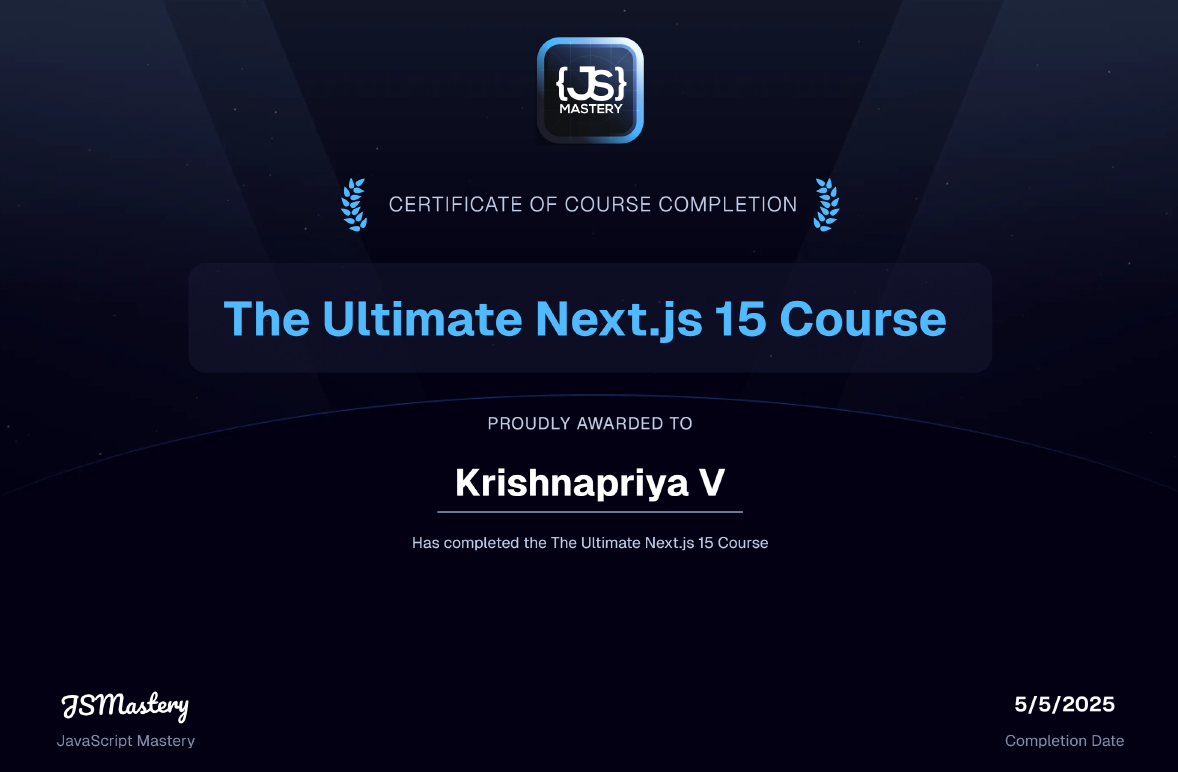 {JS}
MASTERY
CERTIFICATE OF COURSE COMPLETION
The Ultimate Next.js 15 Course
PROUDLY AWARDED TO
Krishnapriya V
Has completed the The Ultimate Next.js 15 Course
JSMastery
JavaScript Mastery
5/5/2025
Completion Date